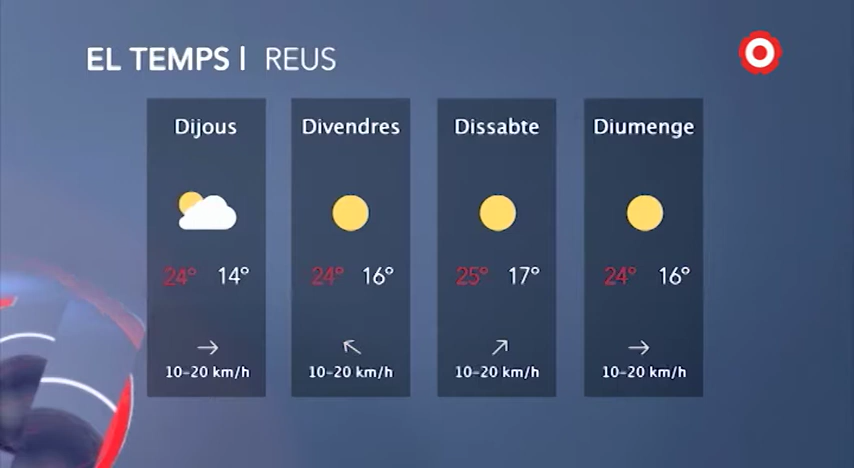 EL TEMPS | REUS
Dijous
24° 14°
10-20 km/h
Divendres
24° 16°
10-20 km/h
Dissabte
25° 17°
10-20 km/h
Diumenge
24° 16°
10-20 km/h